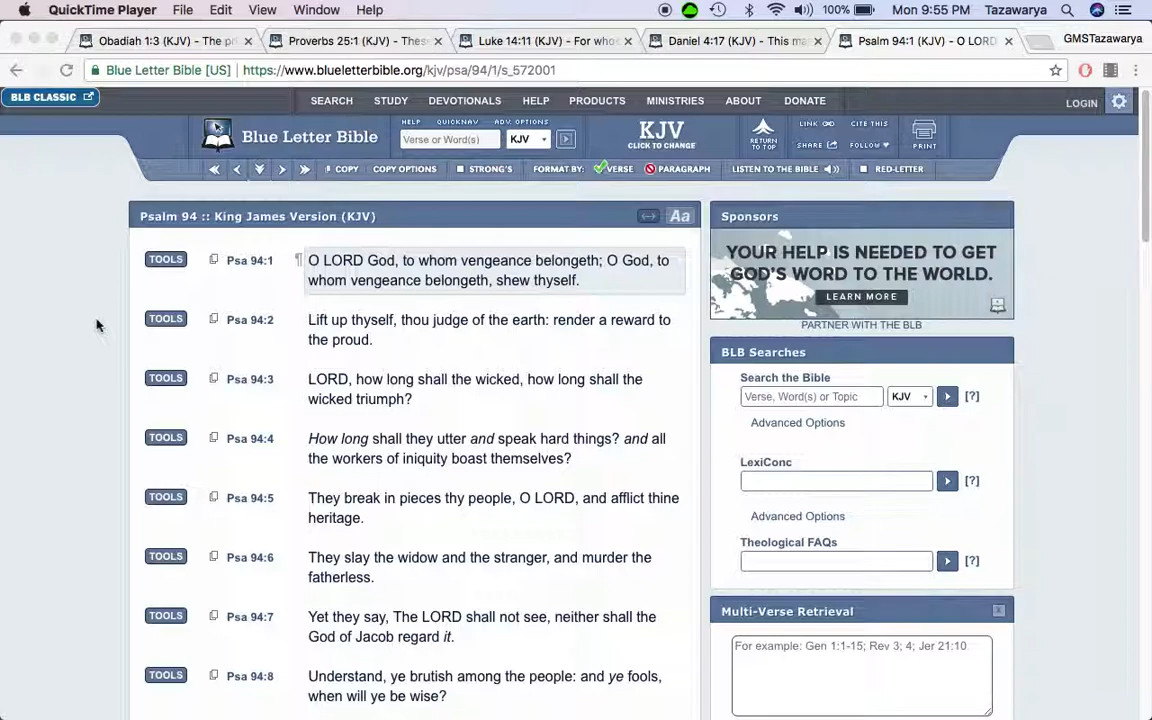 QuickTime Player File Edit View Window Help 100% Mon 9:55 PM Tazawarya
Obadiah 1:3 (KJV) - The pr Proverbs 25:1 (KJV) - These Luke 14:11 (KJV) - For who Daniel 4:17 (KJV) - This ma Psalm 94:1 (KJV) - O LORD GMSTazawarya
Blue Letter Bible [US] https://www.blueletterbible.org/kjv/psa/94/1/s_572001
BLB CLASSIC SEARCH STUDY DEVOTIONALS HELP PRODUCTS MINISTRIES ABOUT DONATE LOGIN
HELP QUICKNAV ADV. OPTIONS
Blue Letter Bible Verse or Word(s) KJV KJV
CLICK TO CHANGE
RETURN
TO TOP
LINK CITE THIS
SHARE FOLLOW PRINT
COPY COPY OPTIONS STRONG'S FORMAT BY: VERSE PARAGRAPH LISTEN TO THE BIBLE RED-LETTER
Psalm 94 :: King James Version (KJV) Aa
TOOLS Psa 94:1 ¶ O LORD God, to whom vengeance belongeth; O God, to
whom vengeance belongeth, shew thyself.
TOOLS Psa 94:2 Lift up thyself, thou judge of the earth: render a reward to
the proud.
TOOLS Psa 94:3 LORD, how long shall the wicked, how long shall the
wicked triumph?
TOOLS Psa 94:4 How long shall they utter and speak hard things? and all
the workers of iniquity boast themselves?
TOOLS Psa 94:5 They break in pieces thy people, O LORD, and afflict thine
heritage.
TOOLS Psa 94:6 They slay the widow and the stranger, and murder the
fatherless.
TOOLS Psa 94:7 Yet they say, The LORD shall not see, neither shall the
God of Jacob regard it.
TOOLS Psa 94:8 Understand, ye brutish among the people: and ye fools,
when will ye be wise?
Sponsors
YOUR HELP IS NEEDED TO GET
GOD'S WORD TO THE WORLD.
LEARN MORE
PARTNER WITH THE BLB
BLB Searches
Search the Bible
Verse, Word(s) or Topic KJV [?]
Advanced Options
LexiConc
[?]
Advanced Options
Theological FAQs
[?]
Multi-Verse Retrieval x
For example: Gen 1:1-15; Rev 3; 4; Jer 21:10